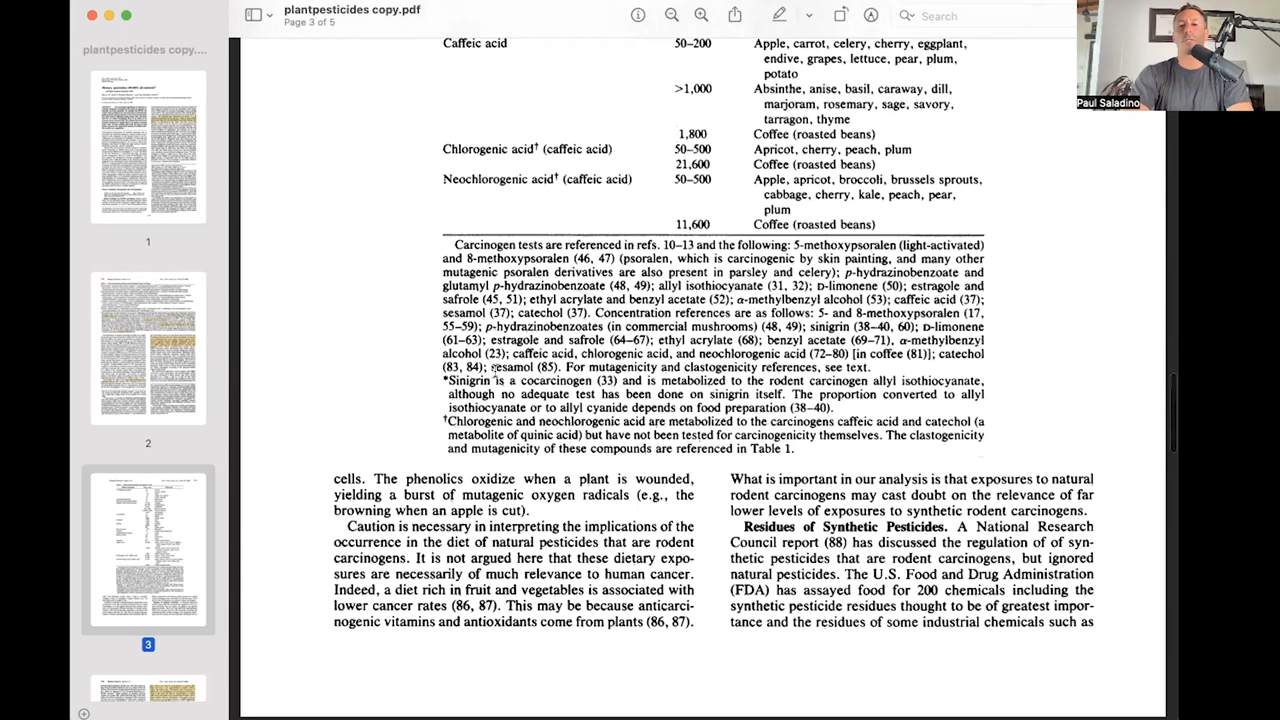 plantpesticides copy.pdf
Page 3 of 5
Search
Paul Saladino
plantpesticides copy....
1
2
3
Caffeic acid 50-200 Apple, carrot, celery, cherry, eggplant,
endive, grapes, lettuce, pear, plum,
potato
>1,000 Absinthe, anise, basil, caraway, dill,
marjoram, rosemary, sage, savory,
tarragon, thyme
1,800 Coffee (roasted beans)
Chlorogenic acid† (caffeic acid) 50-500 Apricot, cherry, peach, plum
21,600 Coffee (roasted beans)
Neochlorogenic acid† (caffeic acid) 50-500 Apple, apricot, broccoli, brussels sprouts,
cabbage, cherry, kale, peach, pear,
plum
11,600 Coffee (roasted beans)
Carcinogen tests are referenced in refs. 10–13 and the following: 5-methoxypsoralen (light-activated)
and 8-methoxypsoralen (46, 47) (psoralen, which is carcinogenic by skin painting, and many other
mutagenic psoralen derivatives are also present in parsley and celery); p-hydrazinobenzoate and
glutamyl p-hydrazinobenzoate (48, 49); allyl isothiocyanate (31, 32); D-limonene (50); estragole and
safrole (45, 51); ethyl acrylate and benzyl acetate (52); α-methylbenzyl alcohol (53); caffeic acid (37);
sesamol (37); catechol (37). Concentration references are as follows: 5- and 8-methoxypsoralen (17,
55–59); p-hydrazinobenzoates (in commercial mushrooms) (48, 49); sinigrin (38–40, 60); D-limonene
(61–63); estragole and safrole (64–67); ethyl acrylate (68); benzyl acetate (69–71), α-methylbenzyl
alcohol (23); caffeic acid, chlorogenic acid, and neochlorogenic acid (72–80) [in coffee (81)]; catechol
(83, 84); sesamol (85). For mutagenicity and clastogenicity references, see text.
*Sinigrin is a cocarcinogen (33) and is metabolized to the rodent carcinogen allyl isothiocyanate,
although no adequate test has been done on sinigrin itself. The proportion converted to allyl
isothiocyanate or to allyl cyanide depends on food preparation (38–40).
†Chlorogenic and neochlorogenic acid are metabolized to the carcinogens caffeic acid and catechol (a
metabolite of quinic acid) but have not been tested for carcinogenicity themselves. The clastogenicity
and mutagenicity of these compounds are referenced in Table 1.
cells. The phenolics oxidize when a plant is wounded,
yielding a burst of mutagenic oxygen radicals (e.g., the
browning when an apple is cut).
Caution is necessary in interpreting the implications of the
occurrence in the diet of natural pesticides that are rodent
carcinogens. It is not argued here that these dietary expo-
sures are necessarily of much relevance to human cancer.
Indeed, a diet rich in fruit and vegetables is associated with
lower cancer rates (86, 87). This may be because anticarci-
nogenic vitamins and antioxidants come from plants (86, 87).
What is important in our analysis is that exposures to natural
rodent carcinogens may cast doubt on the relevance of far
lower levels of exposures to synthetic rodent carcinogens.
Residues of Synthetic Pesticides. A National Research
Council report (88) has discussed the regulation of of syn-
thetic pesticides that are rodent carcinogens, but ignored
natural pesticides. The U.S. Food and Drug Administration
(FDA) has assayed food for 200 chemicals including the
synthetic pesticide residues thought to be of greatest impor-
tance and the residues of some industrial chemicals such as